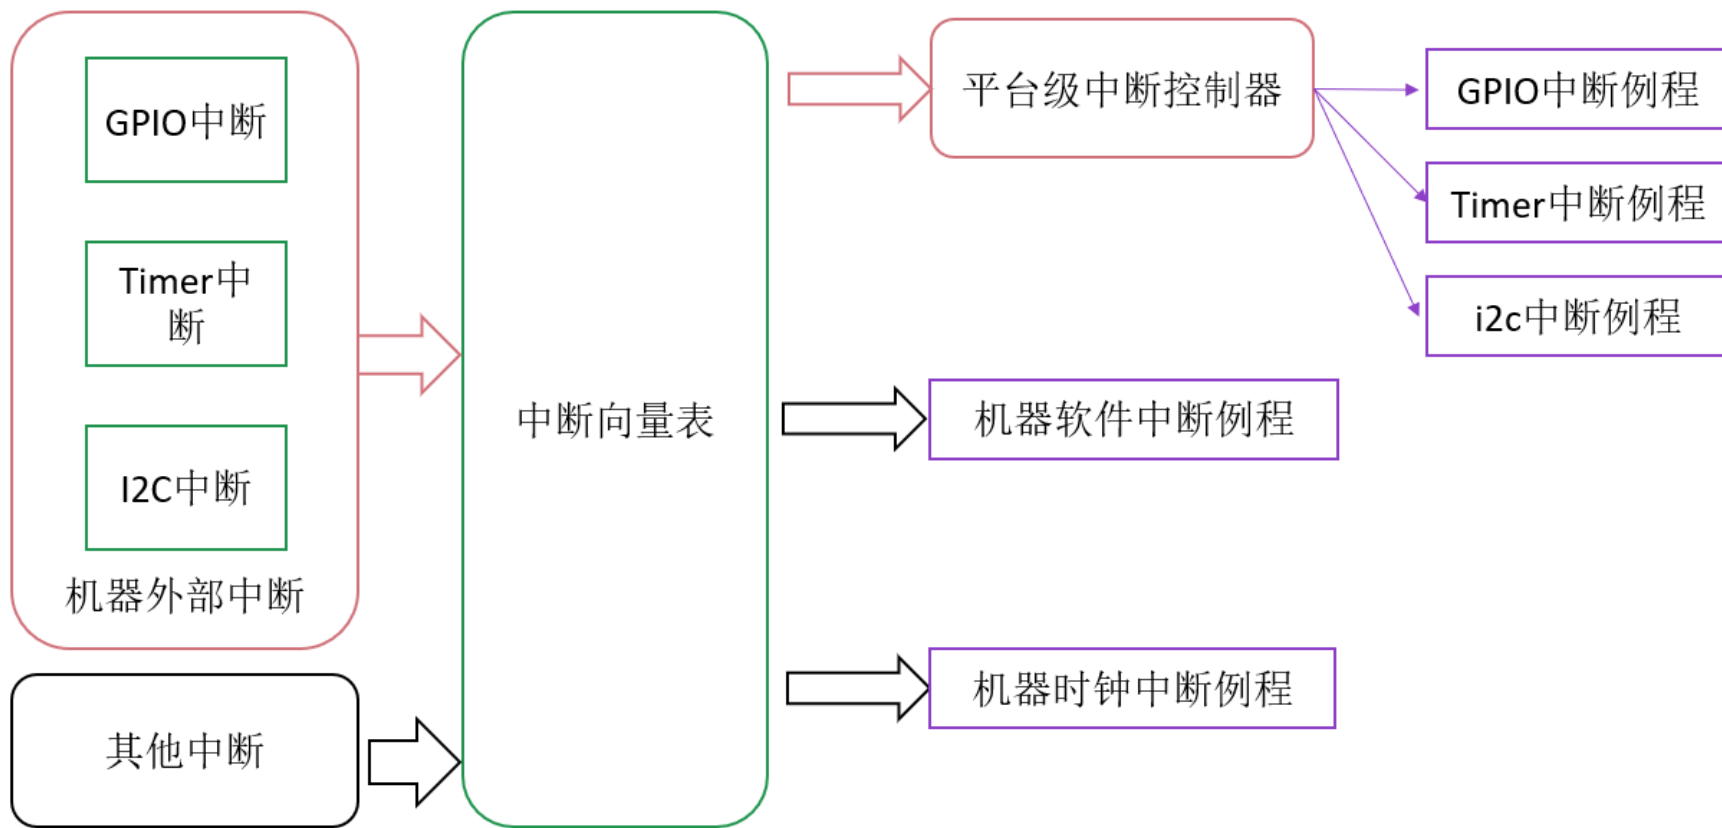 GPIO中断
Timer中
断
I2C中断
机器外部中断
其他中断
中断向量表
平台级中断控制器
GPIO中断例程
Timer中断例程
i2c中断例程
机器软件中断例程
机器时钟中断例程